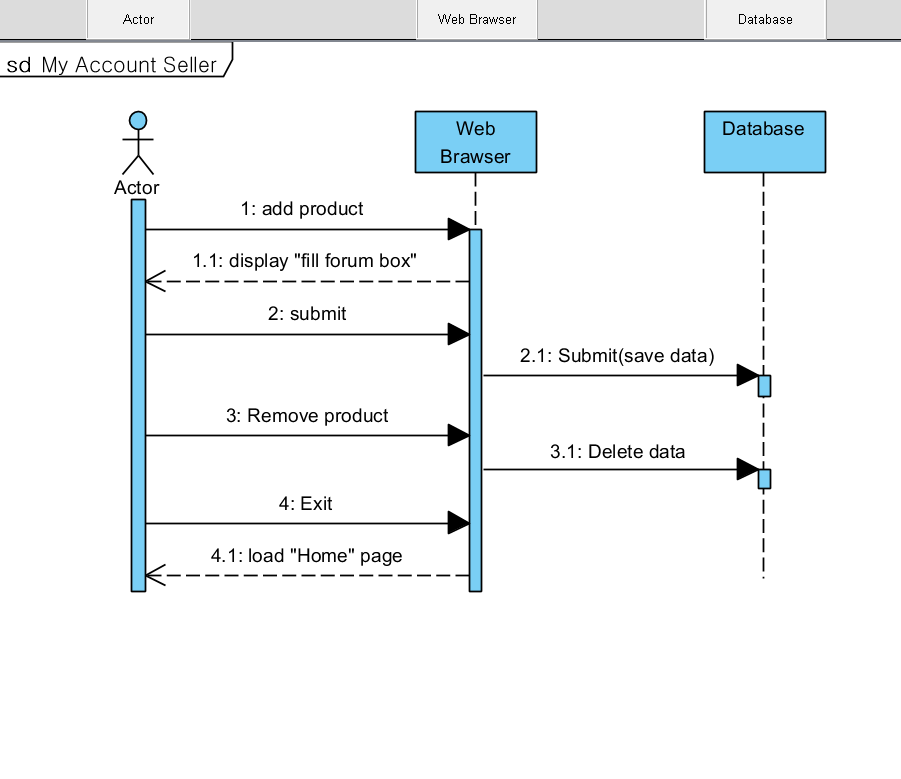 Actor
Web Brawser
Database
sd My Account Seller
Web
Brawser
Database
Actor
1: add product
1.1: display "fill forum box"
2: submit
2.1: Submit(save data)
3: Remove product
3.1: Delete data
4: Exit
4.1: load "Home" page